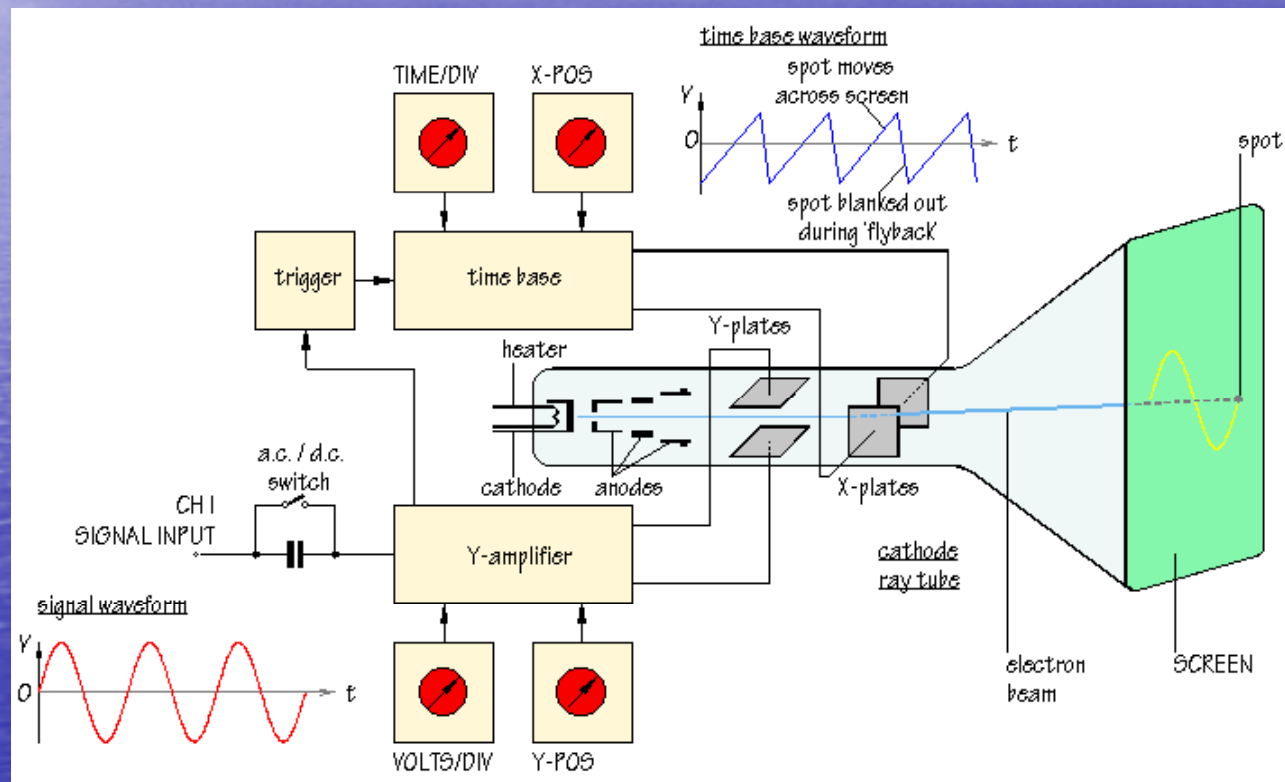 time base waveform
TIME/DIV
X-POS
spot moves
across screen
V
O
t
spot
spot blanked out
during 'flyback'
trigger
time base
Y-plates
heater
cathode
anodes
X-plates
a.c. / d.c.
switch
CH I
SIGNAL INPUT
Y-amplifier
cathode
ray tube
signal waveform
V
O
t
electron
beam
SCREEN
VOLTS/DIV
Y-POS